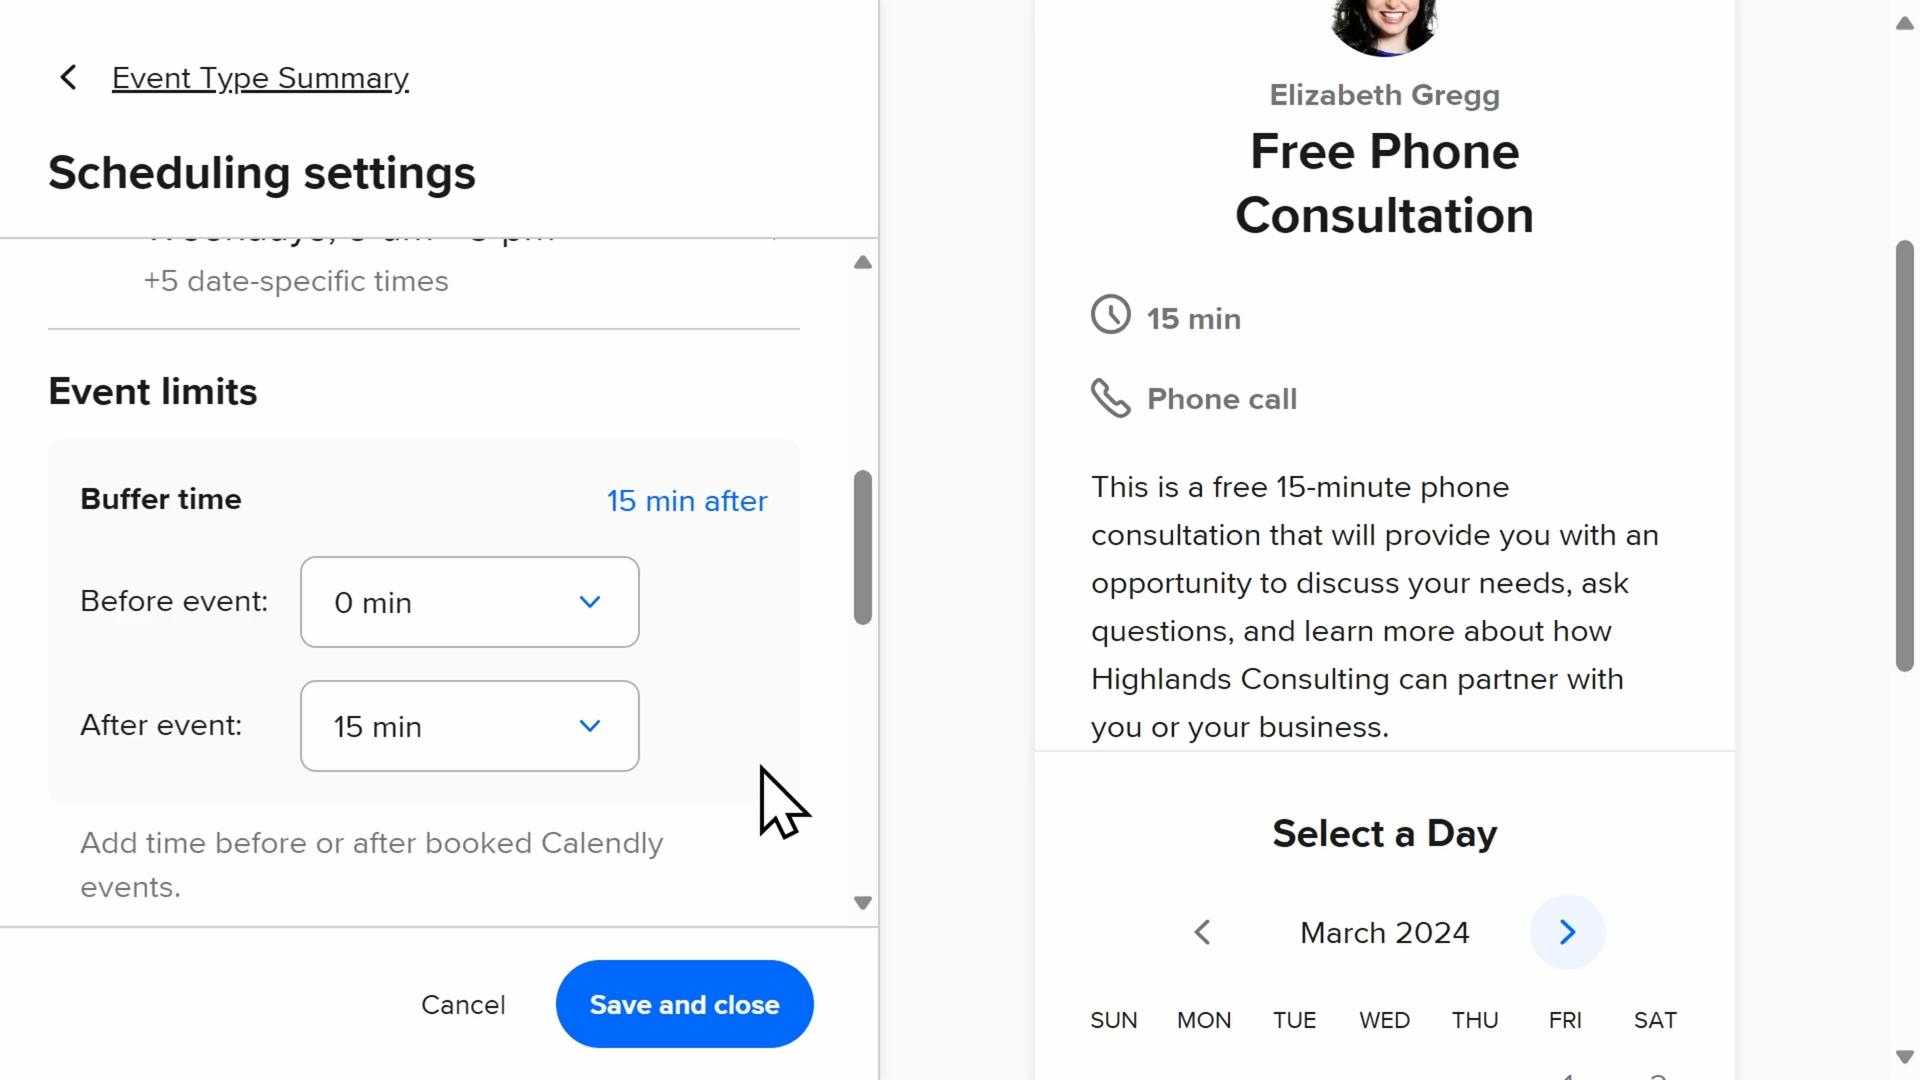 Event Type Summary
Scheduling settings
+5 date-specific times
Event limits
Buffer time
15 min after
Before event:
0 min
After event:
15 min
Add time before or after booked Calendly
events.
Cancel
Save and close
Elizabeth Gregg
Free Phone
Consultation
15 min
Phone call
This is a free 15-minute phone
consultation that will provide you with an
opportunity to discuss your needs, ask
questions, and learn more about how
Highlands Consulting can partner with
you or your business.
Select a Day
March 2024
SUN MON TUE WED THU FRI SAT